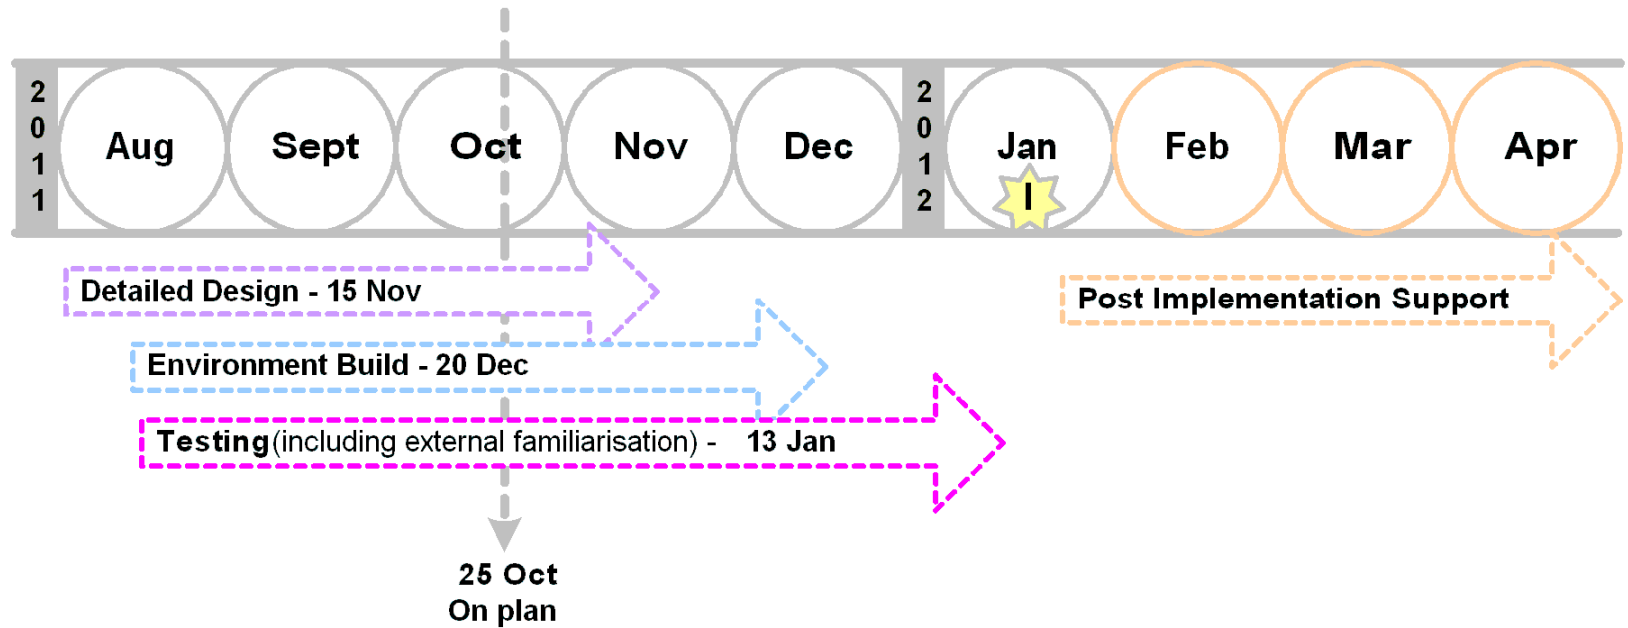 2011 Aug Sept Oct Nov Dec 2012 Jan Feb Mar Apr
I
Detailed Design - 15 Nov
Post Implementation Support
Environment Build - 20 Dec
Testing (including external familiarisation) - 13 Jan
25 Oct
On plan